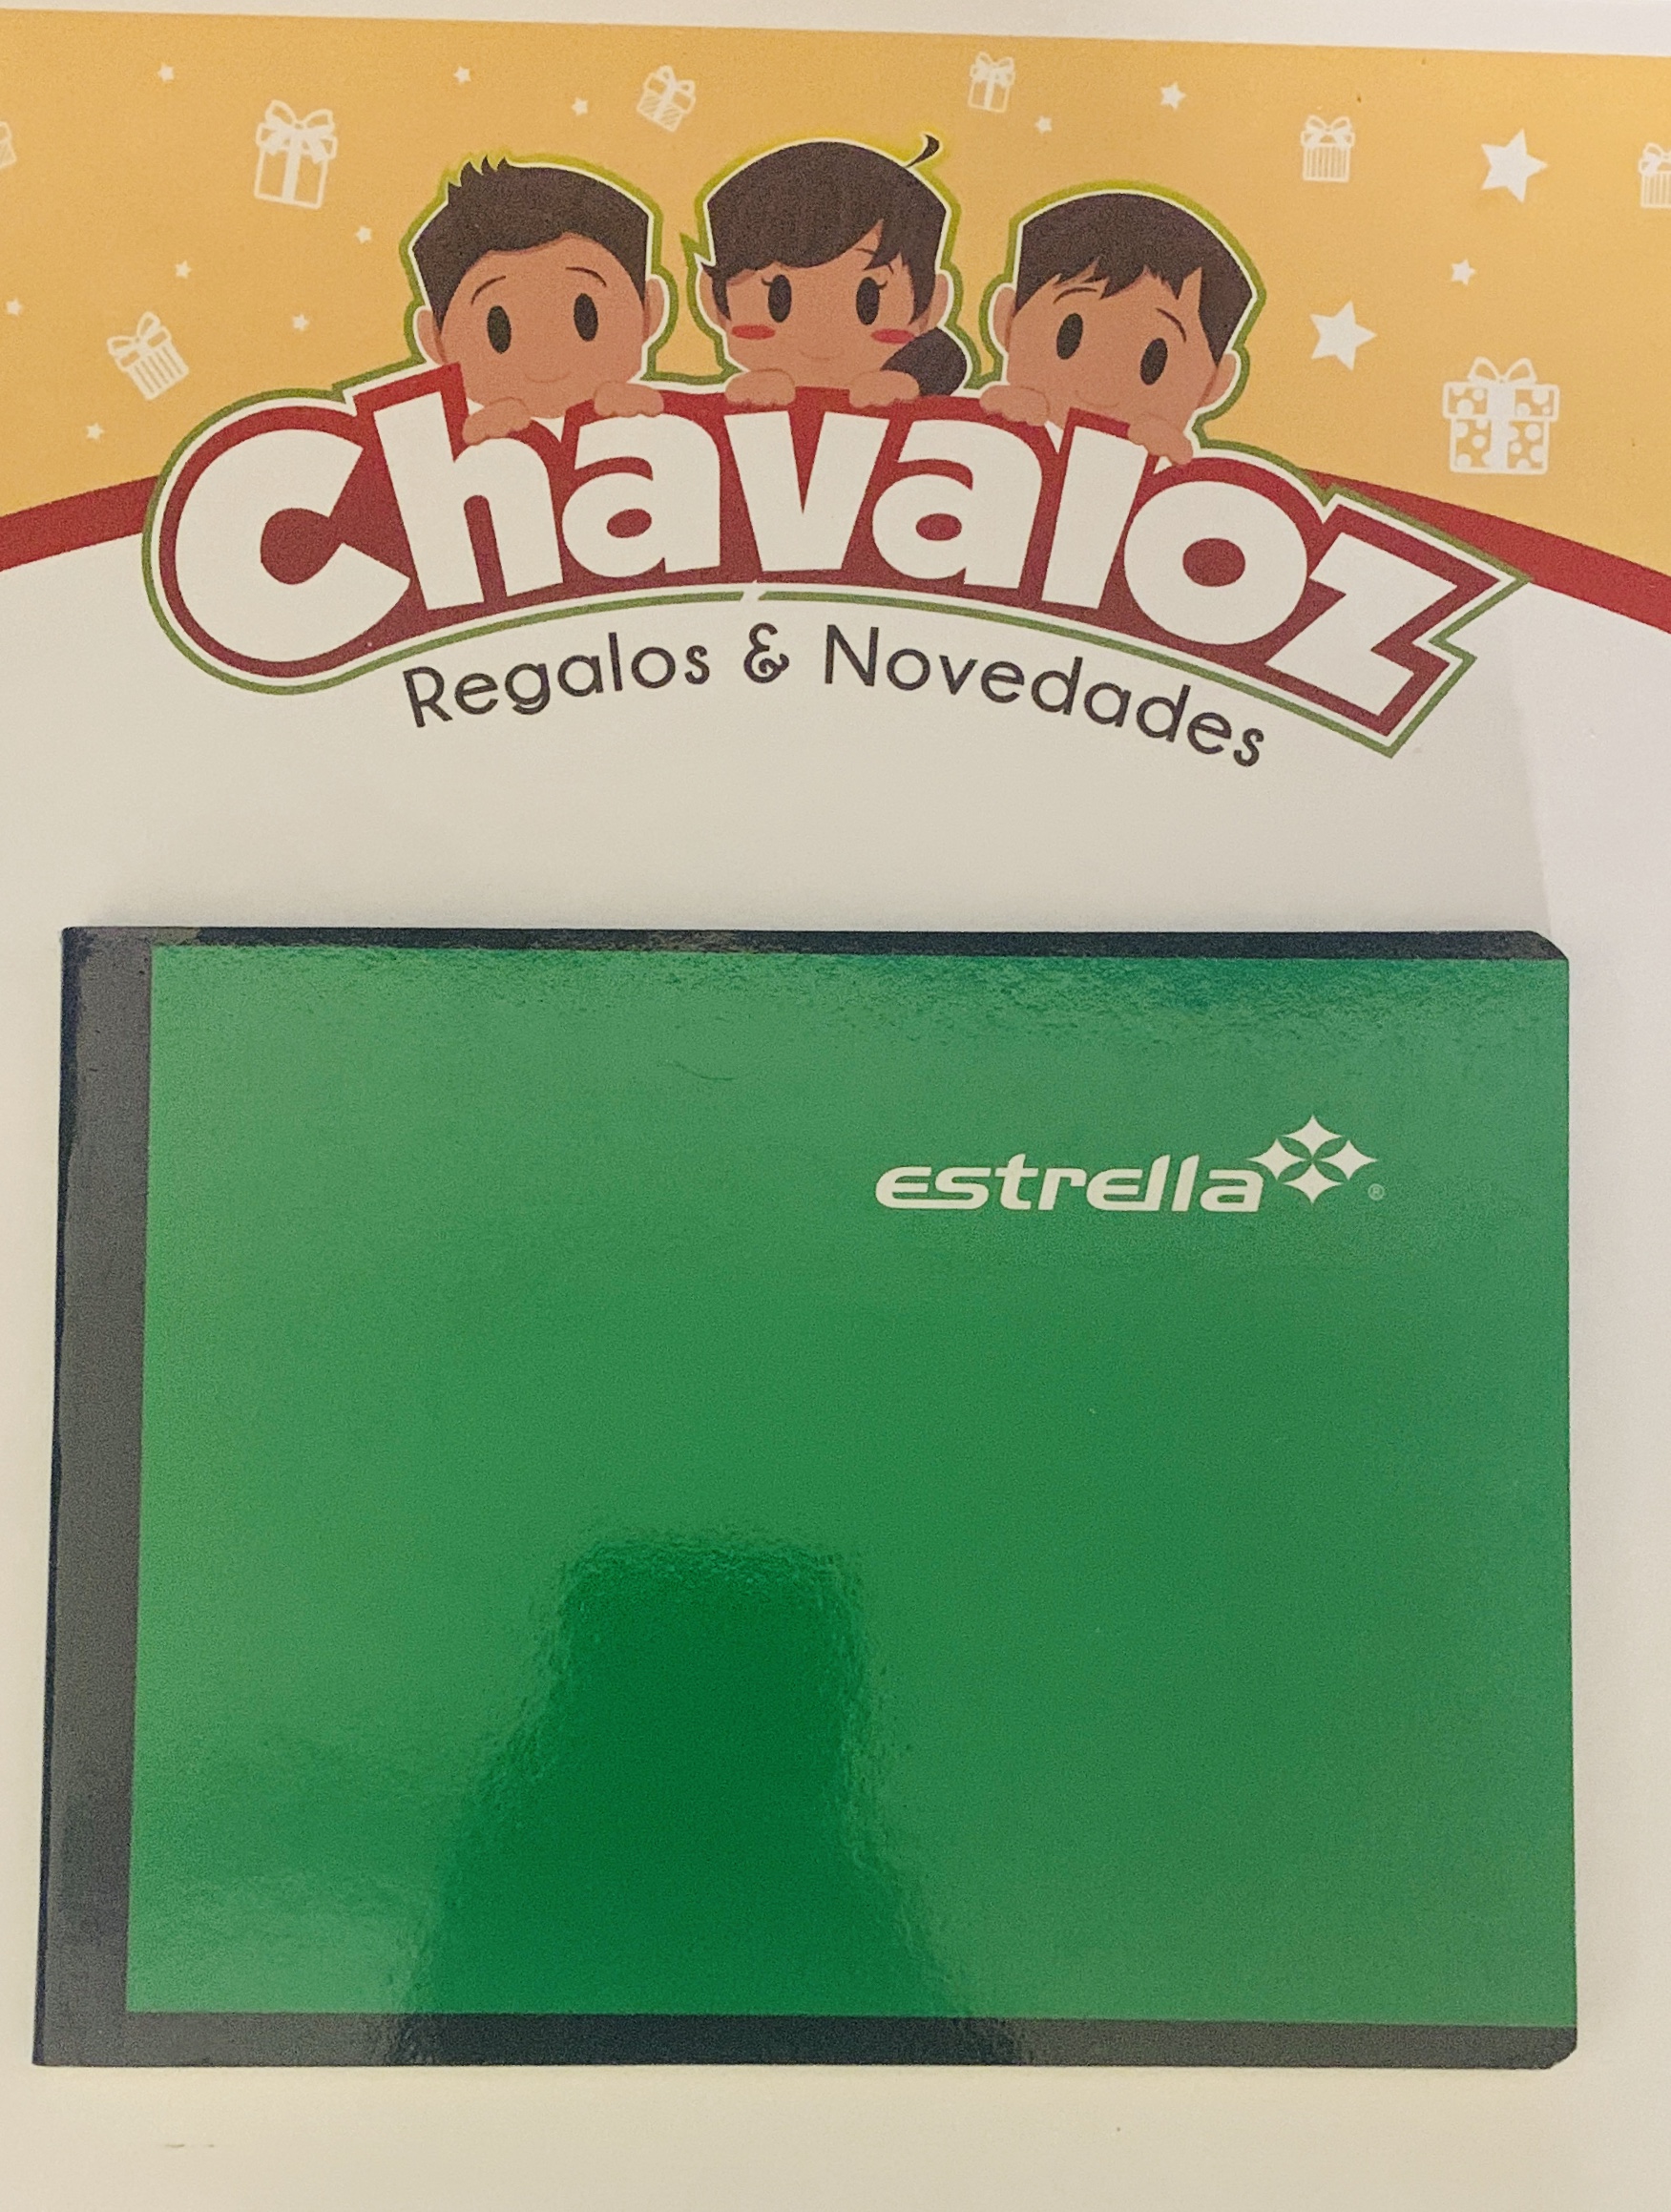 Chavaloz
Regalos & Novedades
estrella®